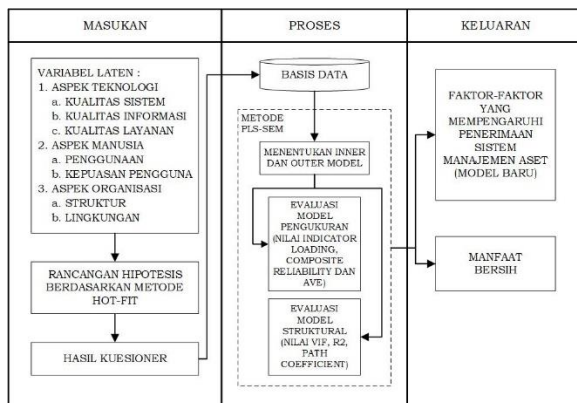 MASUKAN
PROSES
KELUARAN
VARIABEL LATEN :
1. ASPEK TEKNOLOGI
a. KUALITAS SISTEM
b. KUALITAS INFORMASI
c. KUALITAS LAYANAN
2. ASPEK MANUSIA
a. PENGGUNAAN
b. KEPUASAN PENGGUNA
3. ASPEK ORGANISASI
a. STRUKTUR
b. LINGKUNGAN
RANCANGAN HIPOTESIS
BERDASARKAN METODE
HOT-FIT
HASIL KUESIONER
BASIS DATA
METODE
PLS-SEM
MENENTUKAN INNER
DAN OUTER MODEL
EVALUASI MODEL
PENGUKURAN
(NILAI INDICATOR
LOADING,
COMPOSITE
RELIABILITY DAN
AVE)
EVALUASI MODEL
STRUKTURAL
(NILAI VIF, R2,
PATH
COEFFICIENT)
FAKTOR-FAKTOR
YANG
MEMPENGARUHI
PENERIMAAN
SISTEM
MANAJEMEN ASET
(MODEL BARU)
MANFAAT
BERSIH